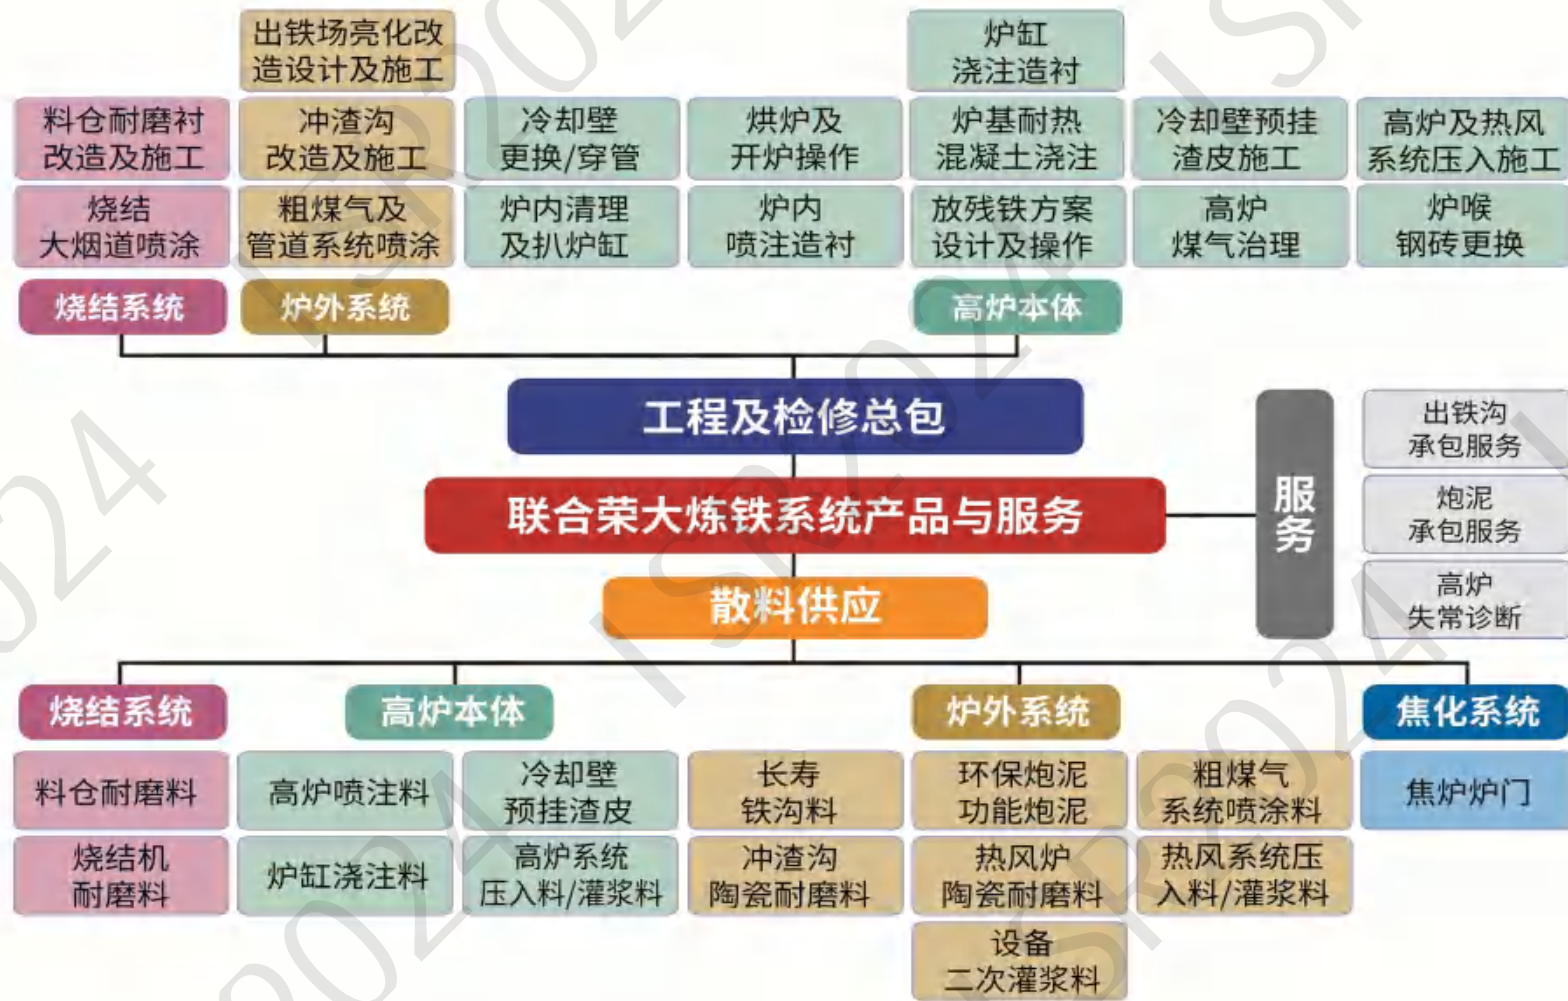 出铁场亮化改
造设计及施工
炉缸
浇注造衬
料仓耐磨衬
改造及施工
冲渣沟
改造及施工
冷却壁
更换/穿管
烘炉及
开炉操作
炉基耐热
混凝土浇注
冷却壁预挂
渣皮施工
高炉及热风
系统压入施工
烧结
大烟道喷涂
粗煤气及
管道系统喷涂
炉内清理
及扒炉缸
炉内
喷注造衬
放残铁方案
设计及操作
高炉
煤气治理
炉喉
钢砖更换
烧结系统
炉外系统
高炉本体
工程及检修总包
联合荣大炼铁系统产品与服务
服务
出铁沟
承包服务
炮泥
承包服务
高炉
失常诊断
散料供应
烧结系统
高炉本体
炉外系统
焦化系统
料仓耐磨料
高炉喷注料
冷却壁
预挂渣皮
长寿
铁沟料
环保炮泥
功能炮泥
粗煤气
系统喷涂料
焦炉炉门
烧结机
耐磨料
炉缸浇注料
高炉系统
压入料/灌浆料
冲渣沟
陶瓷耐磨料
热风炉
陶瓷耐磨料
热风系统压
入料/灌浆料
设备
二次灌浆料
I SR2024
I SR2024
I SR2024
I SR2024